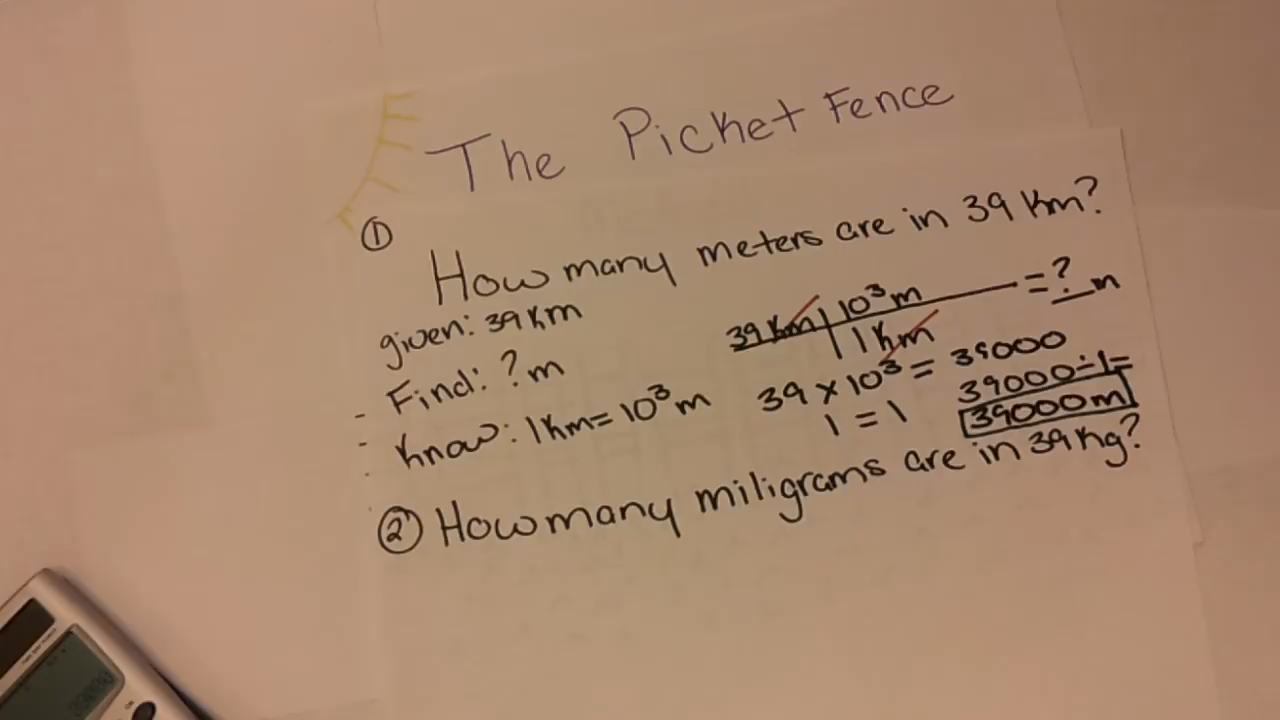 The Picket Fence
①
How many meters are in 39 Km?
given: 39 Km
- Find: ? m
- Know: 1 Km = 10³ m
39 Km | 10³ m = ? m
1 Km
39 x 10³ = 39000
1 = 1
39000 ÷ 1 =
39000 m
② How many miligrams are in 39 Kg?